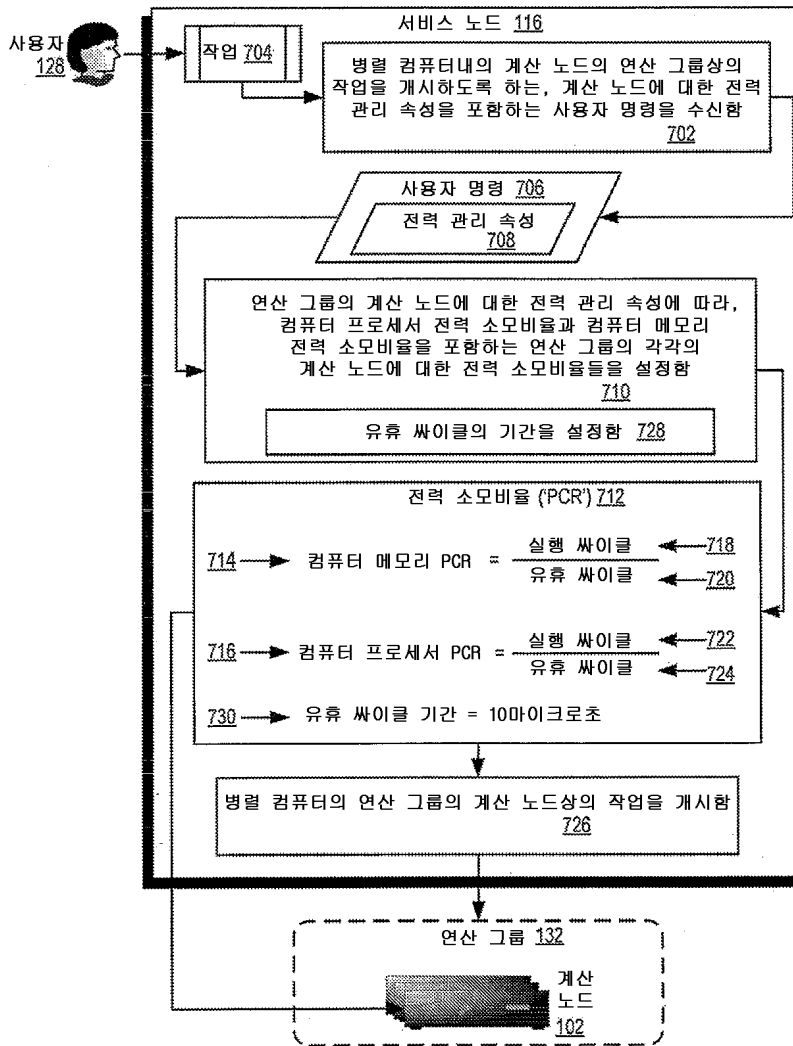 서비스 노드 116
사용자
128
작업 704
병렬 컴퓨터내의 계산 노드의 연산 그룹상의
작업을 개시하도록 하는, 계산 노드에 대한 전력
관리 속성을 포함하는 사용자 명령을 수신함
702
사용자 명령 706
전력 관리 속성
708
연산 그룹의 계산 노드에 대한 전력 관리 속성에 따라,
컴퓨터 프로세서 전력 소모비율과 컴퓨터 메모리
전력 소모비율을 포함하는 연산 그룹의 각각의
계산 노드에 대한 전력 소모비율들을 설정함
710
유휴 싸이클의 기간을 설정함 728
전력 소모비율 ('PCR') 712
714 컴퓨터 메모리 PCR = 실행 싸이클 718
유휴 싸이클 720
716 컴퓨터 프로세서 PCR = 실행 싸이클 722
유휴 싸이클 724
730 유휴 싸이클 기간 = 10마이크로초
병렬 컴퓨터의 연산 그룹의 계산 노드상의 작업을 개시함
726
연산 그룹 132
계산
노드
102